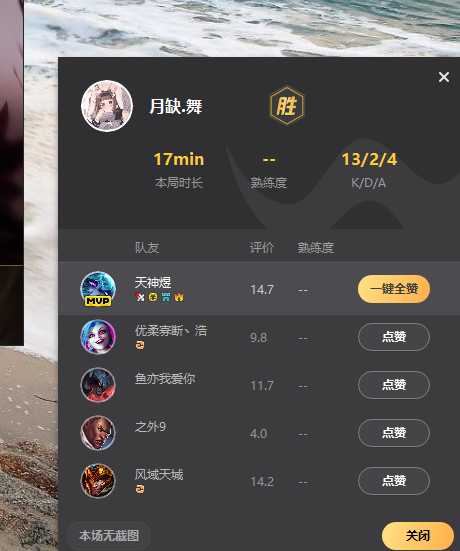 月缺.舞
胜
17min -- 13/2/4
本局时长 熟练度 K/D/A
队友 评价 熟练度
天神煜 14.7 -- 一键全赞
MVP
优柔寡断丶浩 9.8 -- 点赞
鱼亦我爱你 11.7 -- 点赞
之外9 4.0 -- 点赞
风域天城 14.2 -- 点赞
本场无截图 关闭